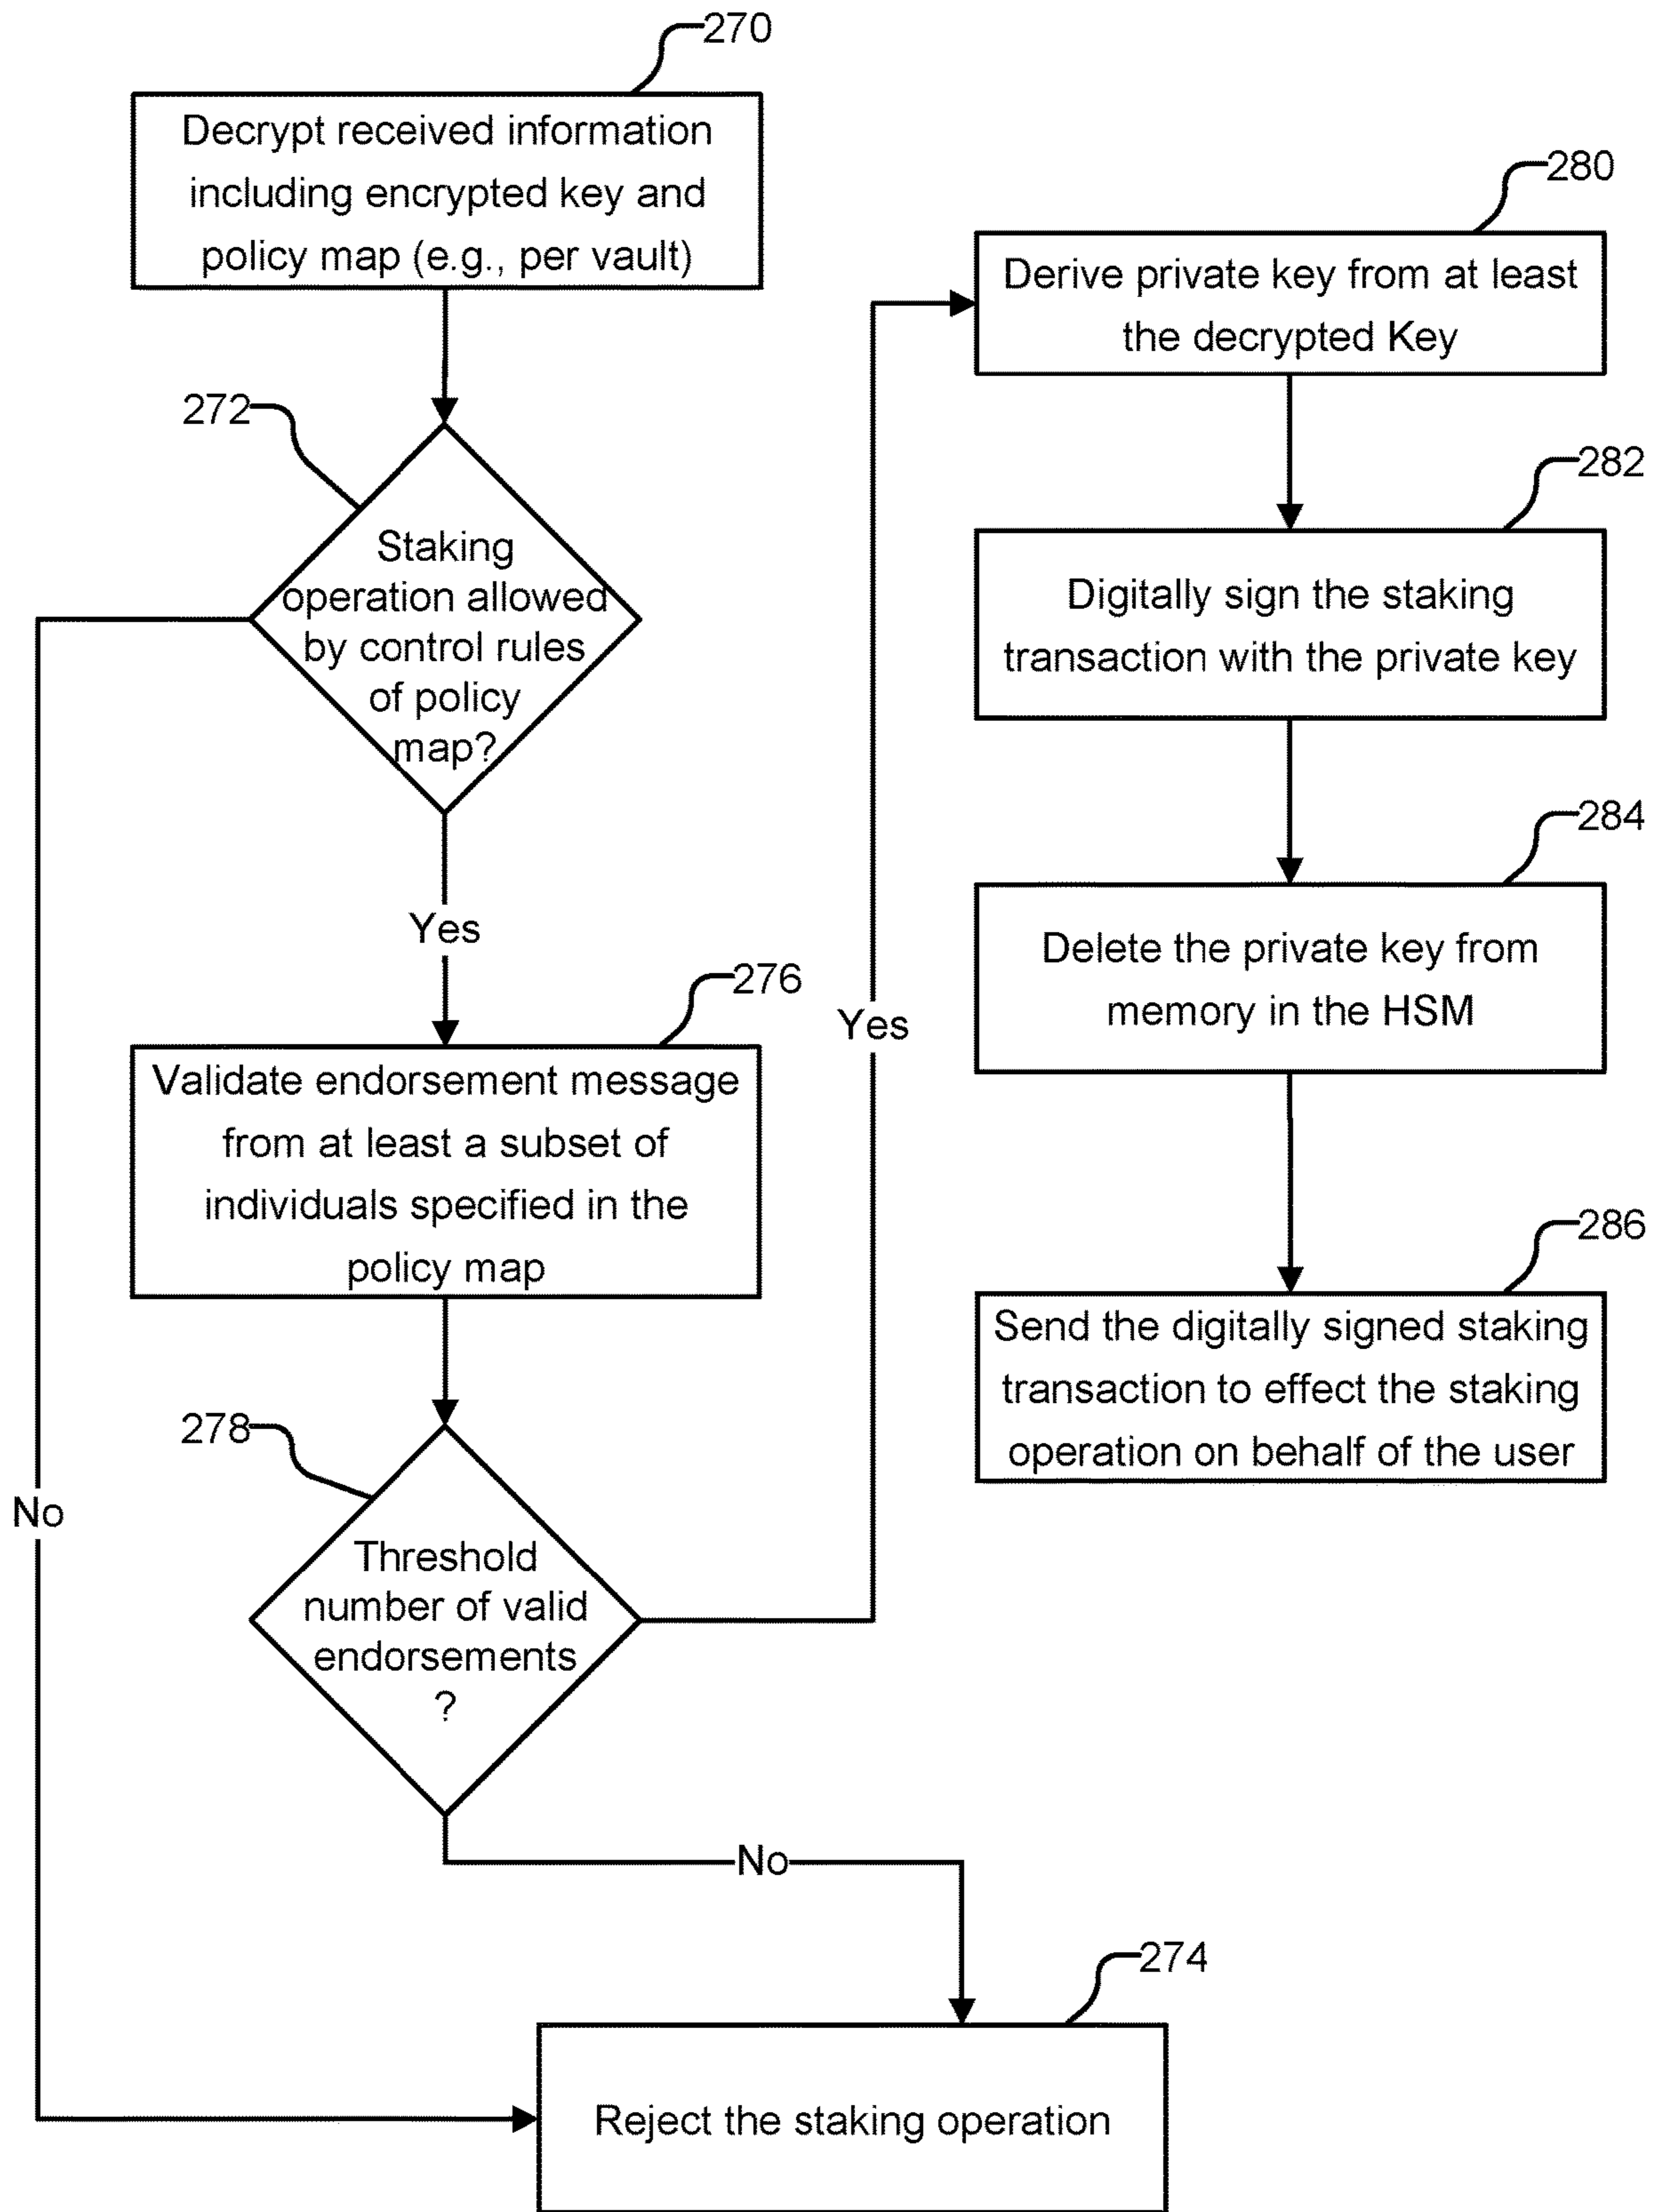 270
Decrypt received information
including encrypted key and
policy map (e.g., per vault)
272
Staking
operation allowed
by control rules
of policy
map?
Yes
No
276
Validate endorsement message
from at least a subset of
individuals specified in the
policy map
278
Threshold
number of valid
endorsements
?
Yes
No
280
Derive private key from at least
the decrypted Key
282
Digitally sign the staking
transaction with the private key
284
Delete the private key from
memory in the HSM
286
Send the digitally signed staking
transaction to effect the staking
operation on behalf of the user
274
Reject the staking operation